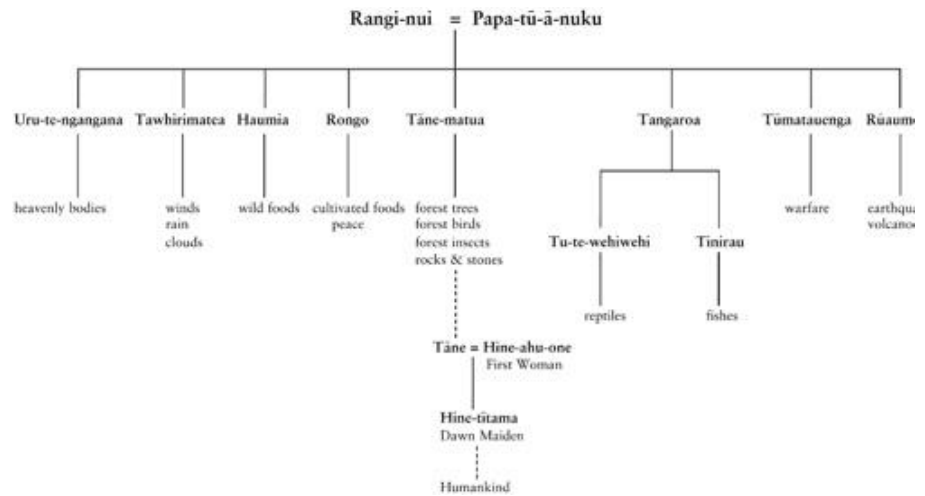 Rangi-nui = Papa-tū-ā-nuku
Uru-te-ngangana Tawhirimatea Haumia Rongo Tāne-matua Tangaroa Tūmatauenga
heavenly bodies winds wild foods cultivated foods forest trees warfare
rain peace forest birds
clouds forest insects
rocks & stones
Tu-te-wehiwehi Tinirau
reptiles fishes
Tāne = Hine-ahu-one
First Woman
Hine-tītama
Dawn Maiden
Humankind